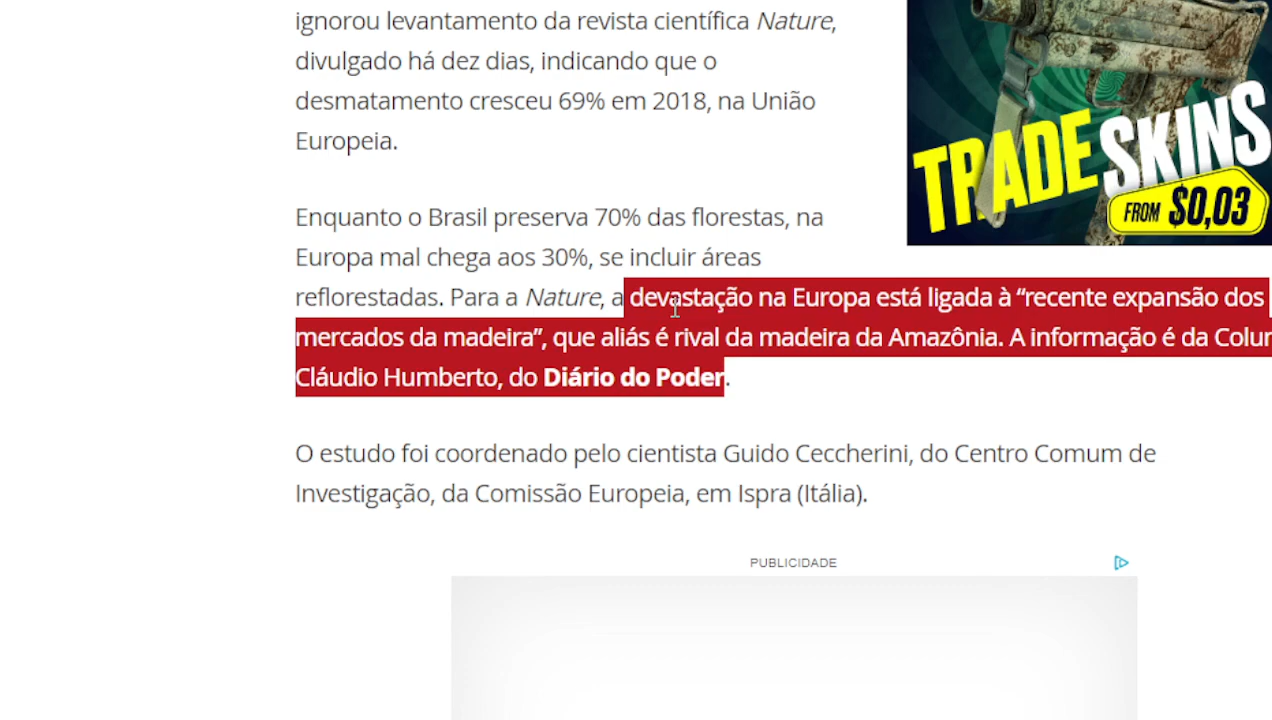 ignorou levantamento da revista científica Nature,
divulgado há dez dias, indicando que o
desmatamento cresceu 69% em 2018, na União
Europeia.
Enquanto o Brasil preserva 70% das florestas, na
Europa mal chega aos 30%, se incluir áreas
reflorestadas. Para a Nature, a devastação na Europa está ligada à “recente expansão dos
mercados da madeira”, que aliás é rival da madeira da Amazônia. A informação é da
Cláudio Humberto, do Diário do Poder.
O estudo foi coordenado pelo cientista Guido Ceccherini, do Centro Comum de
Investigação, da Comissão Europeia, em Ispra (Itália).
TRADE SKINS
FROM $0,03
PUBLICIDADE